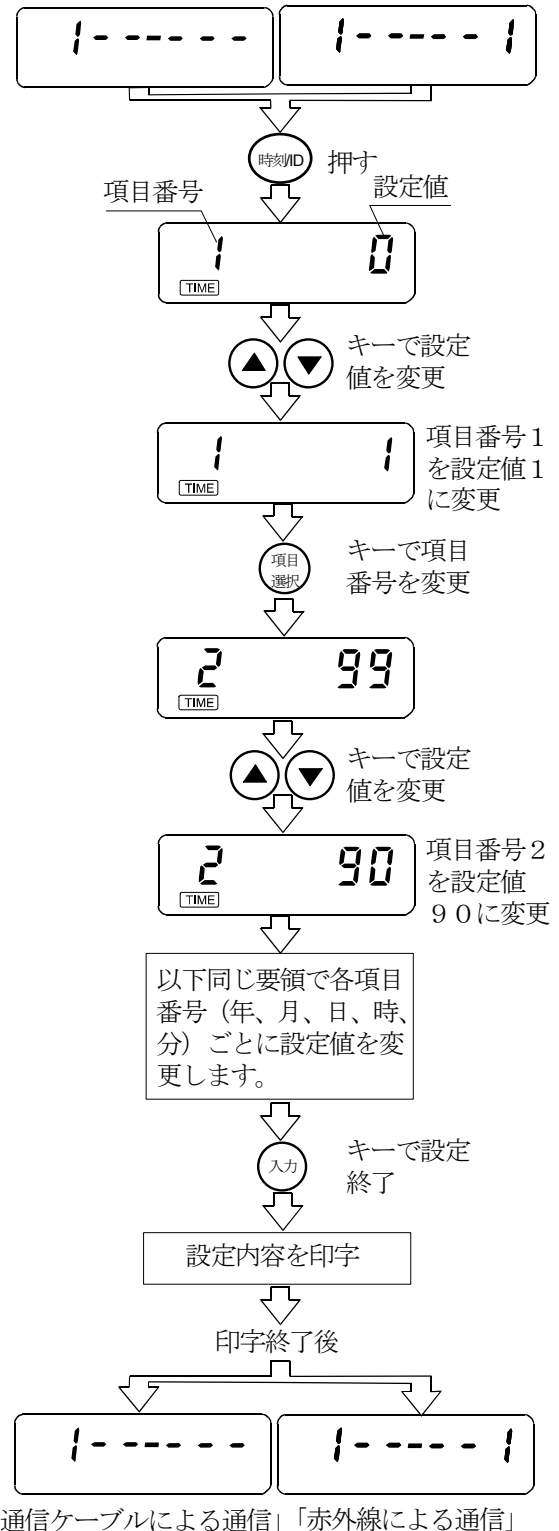 1------ 1-----1
時刻/ID 押す
項目番号 設定値
1 0
TIME
キーで設定
値を変更
1 1
TIME
項目番号１
を設定値１
に変更
項目
選択
キーで項目
番号を変更
2 99
TIME
キーで設定
値を変更
2 90
TIME
項目番号２
を設定値
９０に変更
以下同じ要領で各項目
番号（年、月、日、時、
分）ごとに設定値を変
更します。
入力
キーで設定
終了
設定内容を印字
印字終了後
1----- - 1-----1
通信ケーブルによる通信」「赤外線による通信」